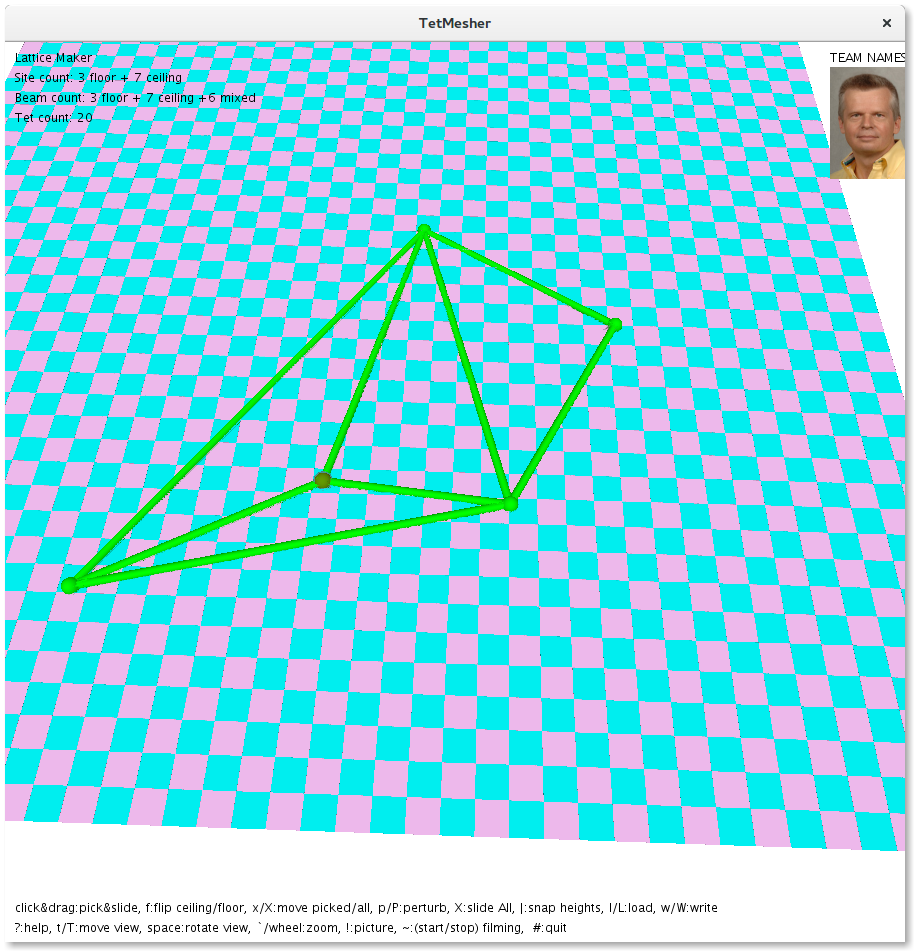 TetMesher
×
Lattice Maker
TEAM NAMES
Site count: 3 floor + 7 ceiling
Beam count: 3 floor + 7 ceiling +6 mixed
Tet count: 20
click&drag:pick&slide, f:flip ceiling/floor, x/X:move picked/all, p/P:perturb, X:slide All, |:snap heights, l/L:load, w/W:write
?:help, t/T:move view, space:rotate view, `/wheel:zoom, !:picture, ~:(start/stop) filming,  #:quit